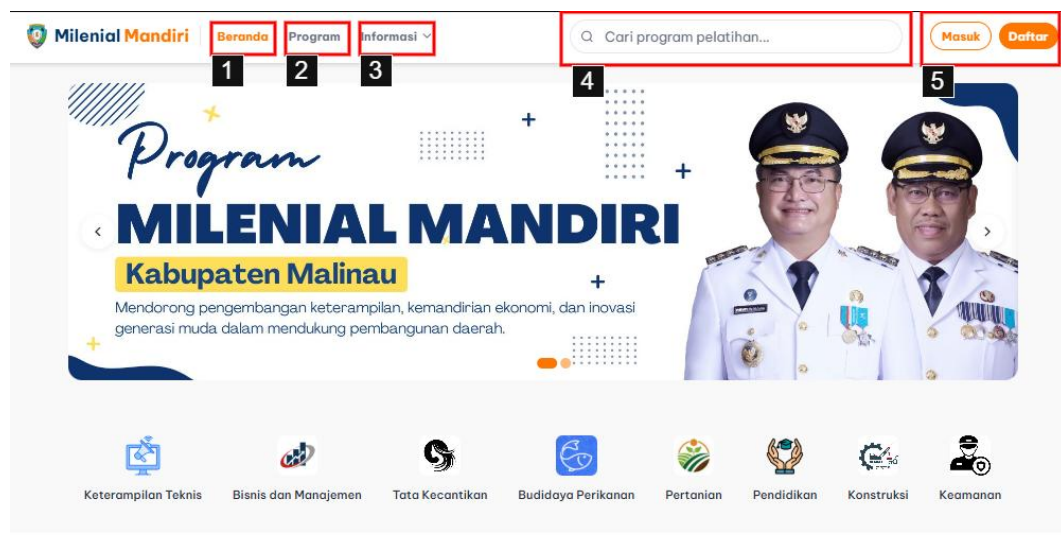 Milenial Mandiri Beranda Program Informasi Cari program pelatihan... Masuk Daftar
1 2 3 4 5
Program
MILENIAL MANDIRI
Kabupaten Malinau
Mendorong pengembangan keterampilan, kemandirian ekonomi, dan inovasi
generasi muda dalam mendukung pembangunan daerah.
Keterampilan Teknis Bisnis dan Manajemen Tata Kecantikan Budidaya Perikanan Pertanian Pendidikan Konstruksi Keamanan